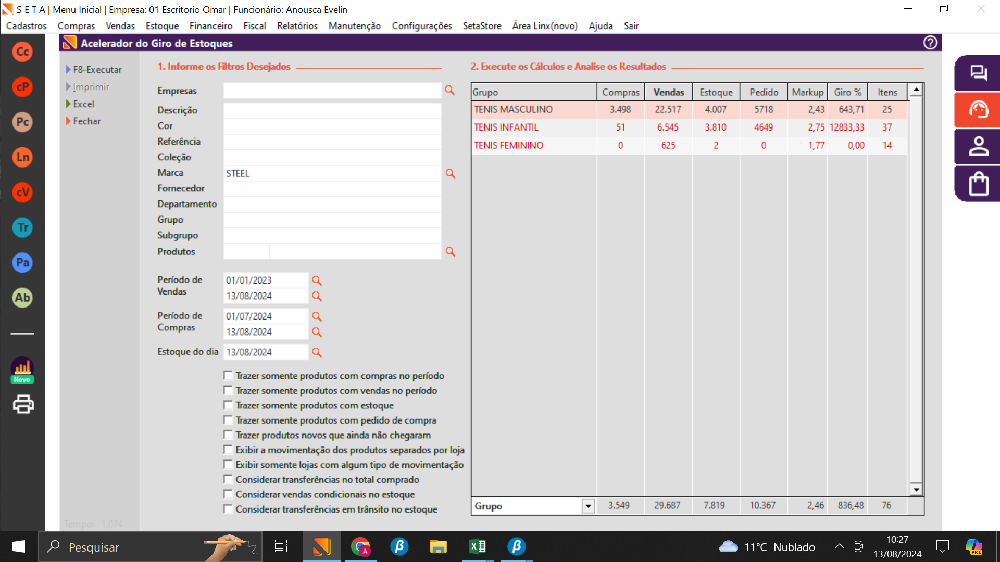 S E T A | Menu Inicial | Empresa: 01 Escritorio Omar | Funcionário: Anousca Evelin
Cadastros Compras Vendas Estoque Financeiro Fiscal Relatórios Manutenção Configurações SetaStore Área Linx(novo) Ajuda Sair
Acelerador do Giro de Estoques
Cc
cP
Pc
Ln
cV
Tr
Pa
Ab
Novo
F8-Executar
Imprimir
Excel
Fechar
Tempo: 1,074
1. Informe os Filtros Desejados
Empresas
Descrição
Cor
Referência
Coleção
Marca STEEL
Fornecedor
Departamento
Grupo
Subgrupo
Produtos
Período de Vendas 01/01/2023
13/08/2024
Período de Compras 01/07/2024
13/08/2024
Estoque do dia 13/08/2024
Trazer somente produtos com compras no período
Trazer somente produtos com vendas no período
Trazer somente produtos com estoque
Trazer somente produtos com pedido de compra
Trazer produtos novos que ainda não chegaram
Exibir a movimentação dos produtos separados por loja
Exibir somente lojas com algum tipo de movimentação
Considerar transferências no total comprado
Considerar vendas condicionais no estoque
Considerar transferências em trânsito no estoque
2. Execute os Cálculos e Analise os Resultados
Grupo Compras Vendas Estoque Pedido Markup Giro % Itens
TENIS MASCULINO 3.498 22.517 4.007 5718 2,43 643,71 25
TENIS INFANTIL 51 6.545 3.810 4649 2,75 12833,33 37
TENIS FEMININO 0 625 2 0 1,77 0,00 14
Grupo 3.549 29.687 7.819 10.367 2,46 836,48 76
Pesquisar
11°C Nublado
10:27
13/08/2024
PRE